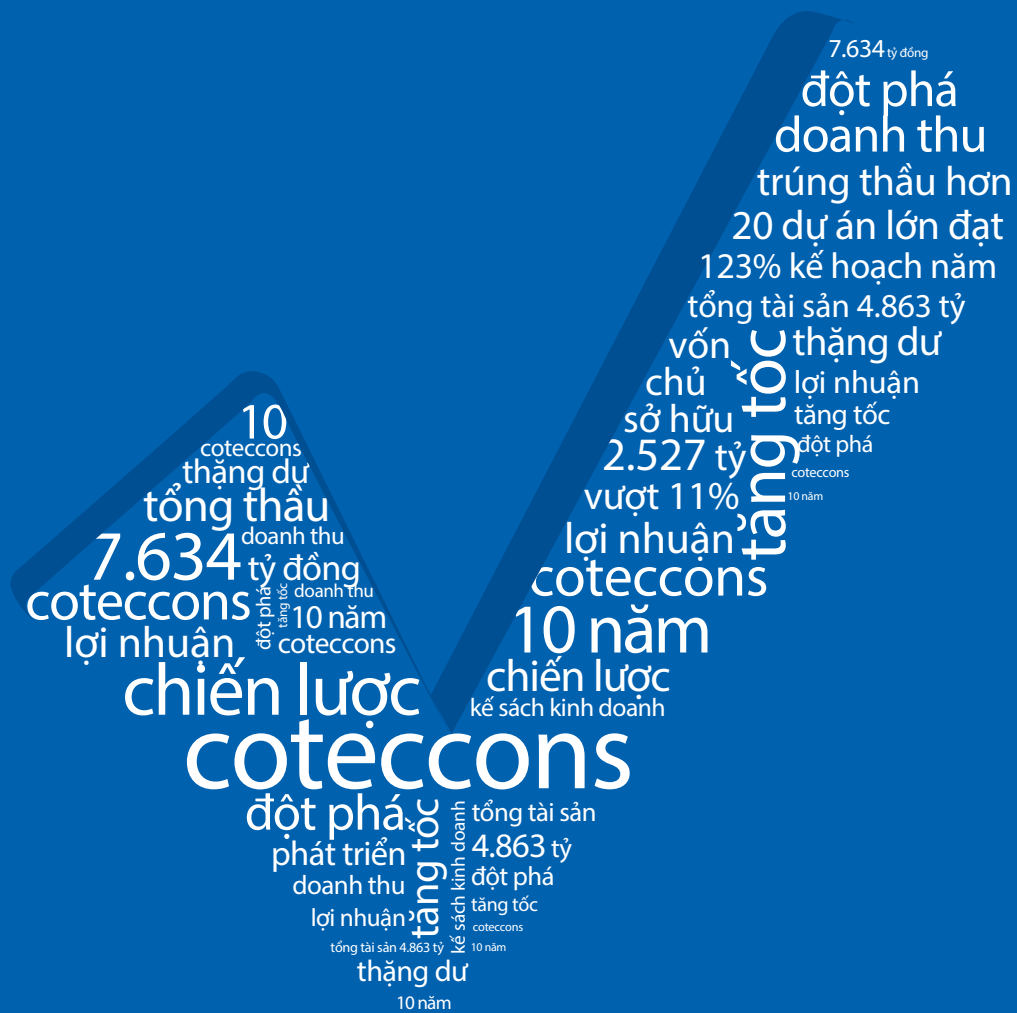 7.634 tỷ đồng
đột phá
doanh thu
trúng thầu hơn
20 dự án lớn đạt
123% kế hoạch năm
tổng tài sản 4.863 tỷ
vốn
chủ
sở hữu
2.527 tỷ
vượt 11%
lợi nhuận
tăng tốc
thặng dư
lợi nhuận
tăng tốc
đột phá
coteccons
10 năm
coteccons
10 năm
chiến lược
kế sách kinh doanh
10
coteccons
thặng dư
tổng thầu
7.634
doanh thu
tỷ đồng
coteccons
lợi nhuận
đột phá
tăng tốc
doanh thu
10 năm
coteccons
chiến lược
coteccons
đột phá
phát triển
doanh thu
lợi nhuận
tăng tốc
kế sách kinh doanh
tổng tài sản
4.863 tỷ
đột phá
tăng tốc
coteccons
10 năm
tổng tài sản 4.863 tỷ
thặng dư
10 năm